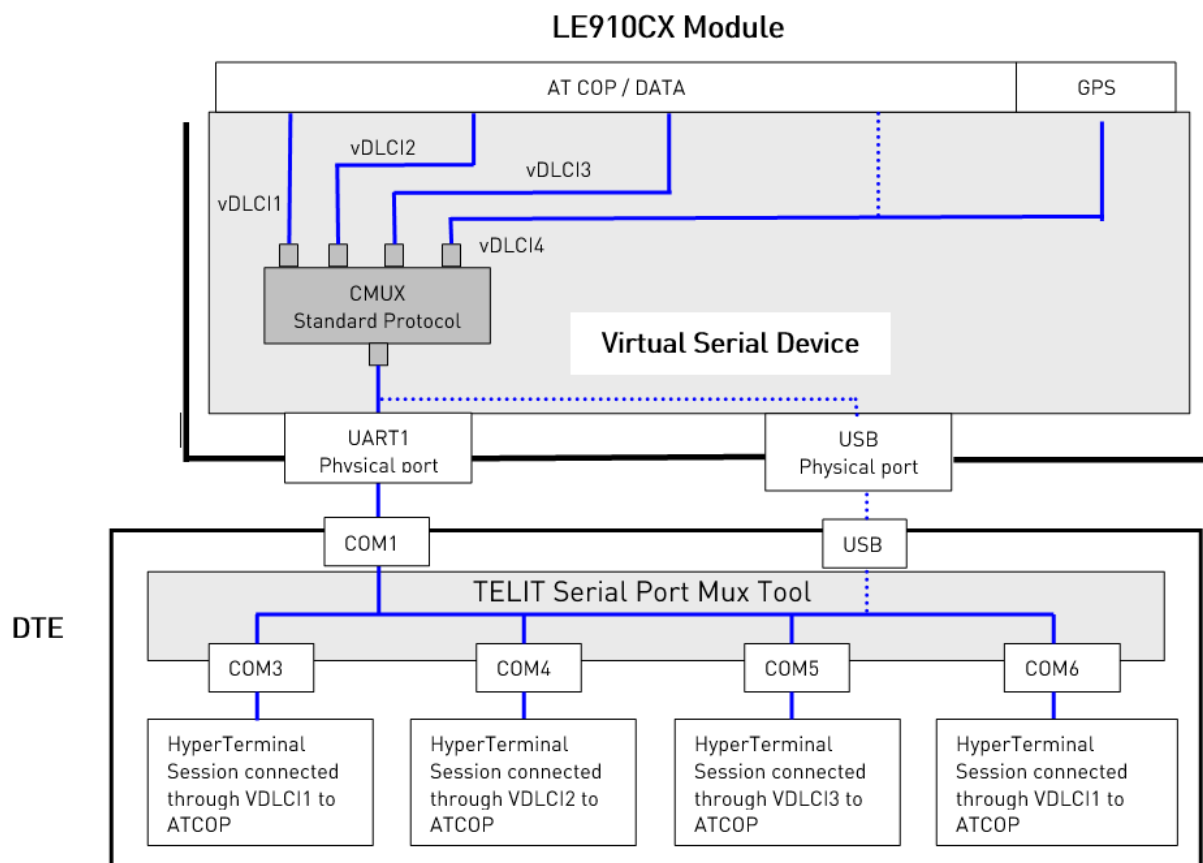 LE910CX Module
AT COP / DATA
GPS
vDLCI2
vDLCI3
vDLCI1
vDLCI4
CMUX
Standard Protocol
Virtual Serial Device
UART1
Physical port
USB
Physical port
COM1
USB
TELIT Serial Port Mux Tool
DTE
COM3
COM4
COM5
COM6
HyperTerminal
Session connected
through VDLCI1 to
ATCOP
HyperTerminal
Session connected
through VDLCI2 to
ATCOP
HyperTerminal
Session connected
through VDLCI3 to
ATCOP
HyperTerminal
Session connected
through VDLCI1 to
ATCOP